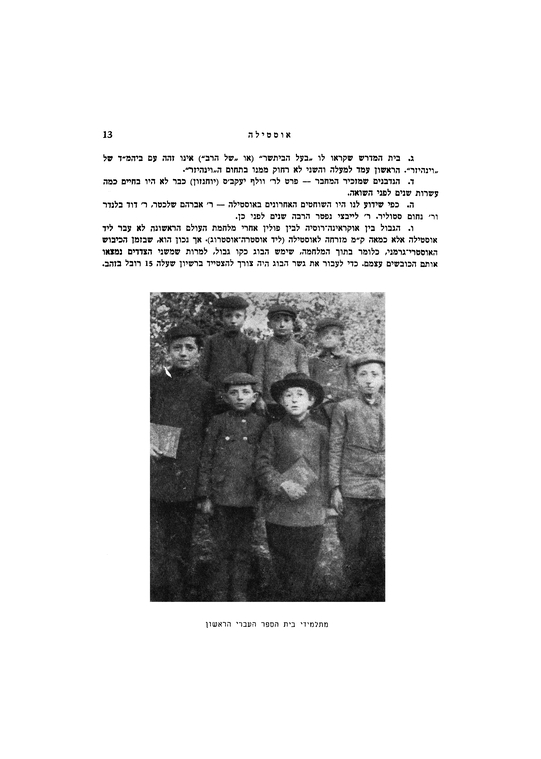 אוסטילה 13
ג. בית המדרש שקראו לו „בעל הביתשר״ (או „של הרב״) אינו זהה עם ביהמ״ד של
„וינהיזר״. הראשון עמד למעלה והשני לא רחוק ממנו בתחום ה„וינהיזר״.
ד. הנדבנים שמזכיר המחבר — פרט לר׳ וולף יעקב׳ס (יוחנזון) כבר לא היו בחיים כמה
עשרות שנים לפני השואה.
ה. כפי שידוע לנו היו השוחטים האחרונים באוסטילה — ר׳ אברהם שלכטר, ר׳ דוד בלנדר
ור׳ נחום סטוליר. ר׳ לייבצי נפטר הרבה שנים לפני כן.
ו. הגבול בין אוקראינה־רוסיה לבין פולין אחרי מלחמת העולם הראשונה לא עבר ליד
אוסטילה אלא כמאה ק״מ מזרחה לאוסטילה (ליד אוסטרה־אוסטרוג). אך נכון הוא, שבזמן הכיבוש
האוסטרי־גרמני, כלומר בתוך המלחמה, שימש הבוג כקו גבול, למרות שמשני הצדדים נמצאו
אותם הכובשים עצמם. כדי לעבור את גשר הבוג היה צורך להצטייד ברשיון שעלה 15 רובל בזהב.
מתלמידי בית הספר העברי הראשון